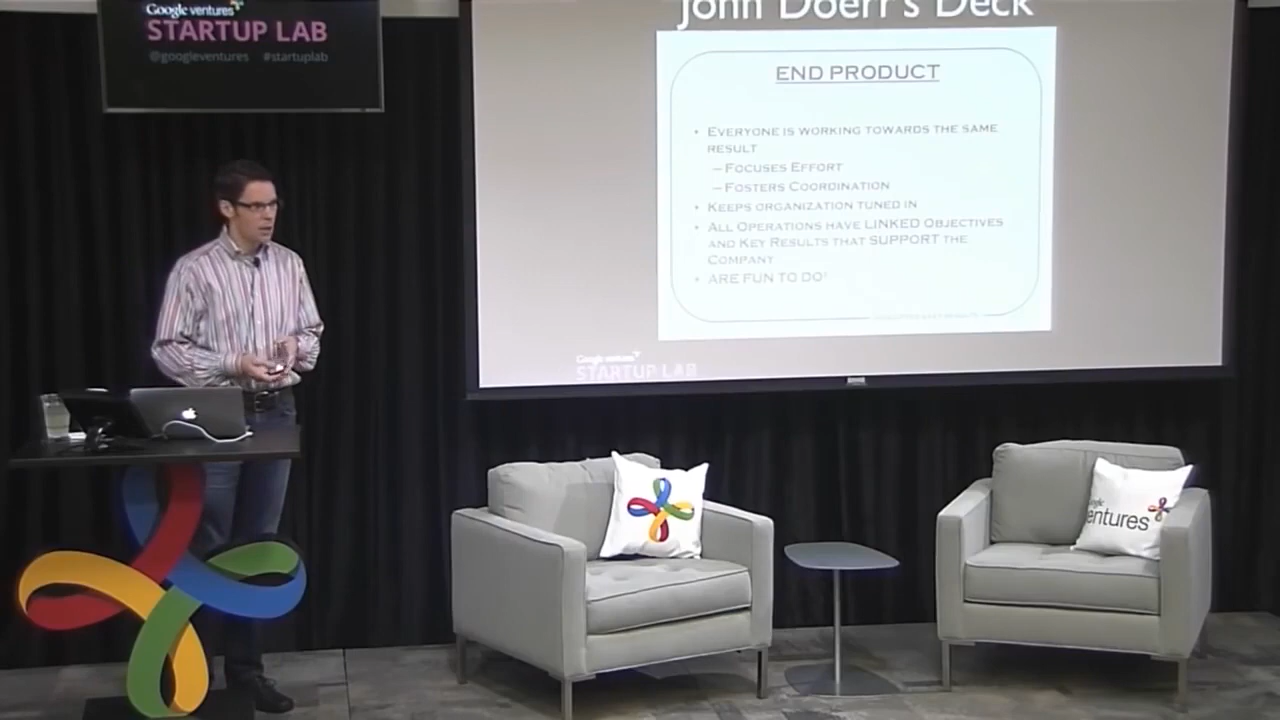 Google ventures
STARTUP LAB
@googleventures #startuplab
John Doerr's Deck
END PRODUCT
• EVERYONE IS WORKING TOWARDS THE SAME
RESULT
– FOCUSES EFFORT
– FOSTERS COORDINATION
• KEEPS ORGANIZATION TUNED IN
• ALL OPERATIONS HAVE LINKED OBJECTIVES
AND KEY RESULTS THAT SUPPORT THE
COMPANY
• ARE FUN TO DO!
Google ventures
STARTUP LAB
gle
entures